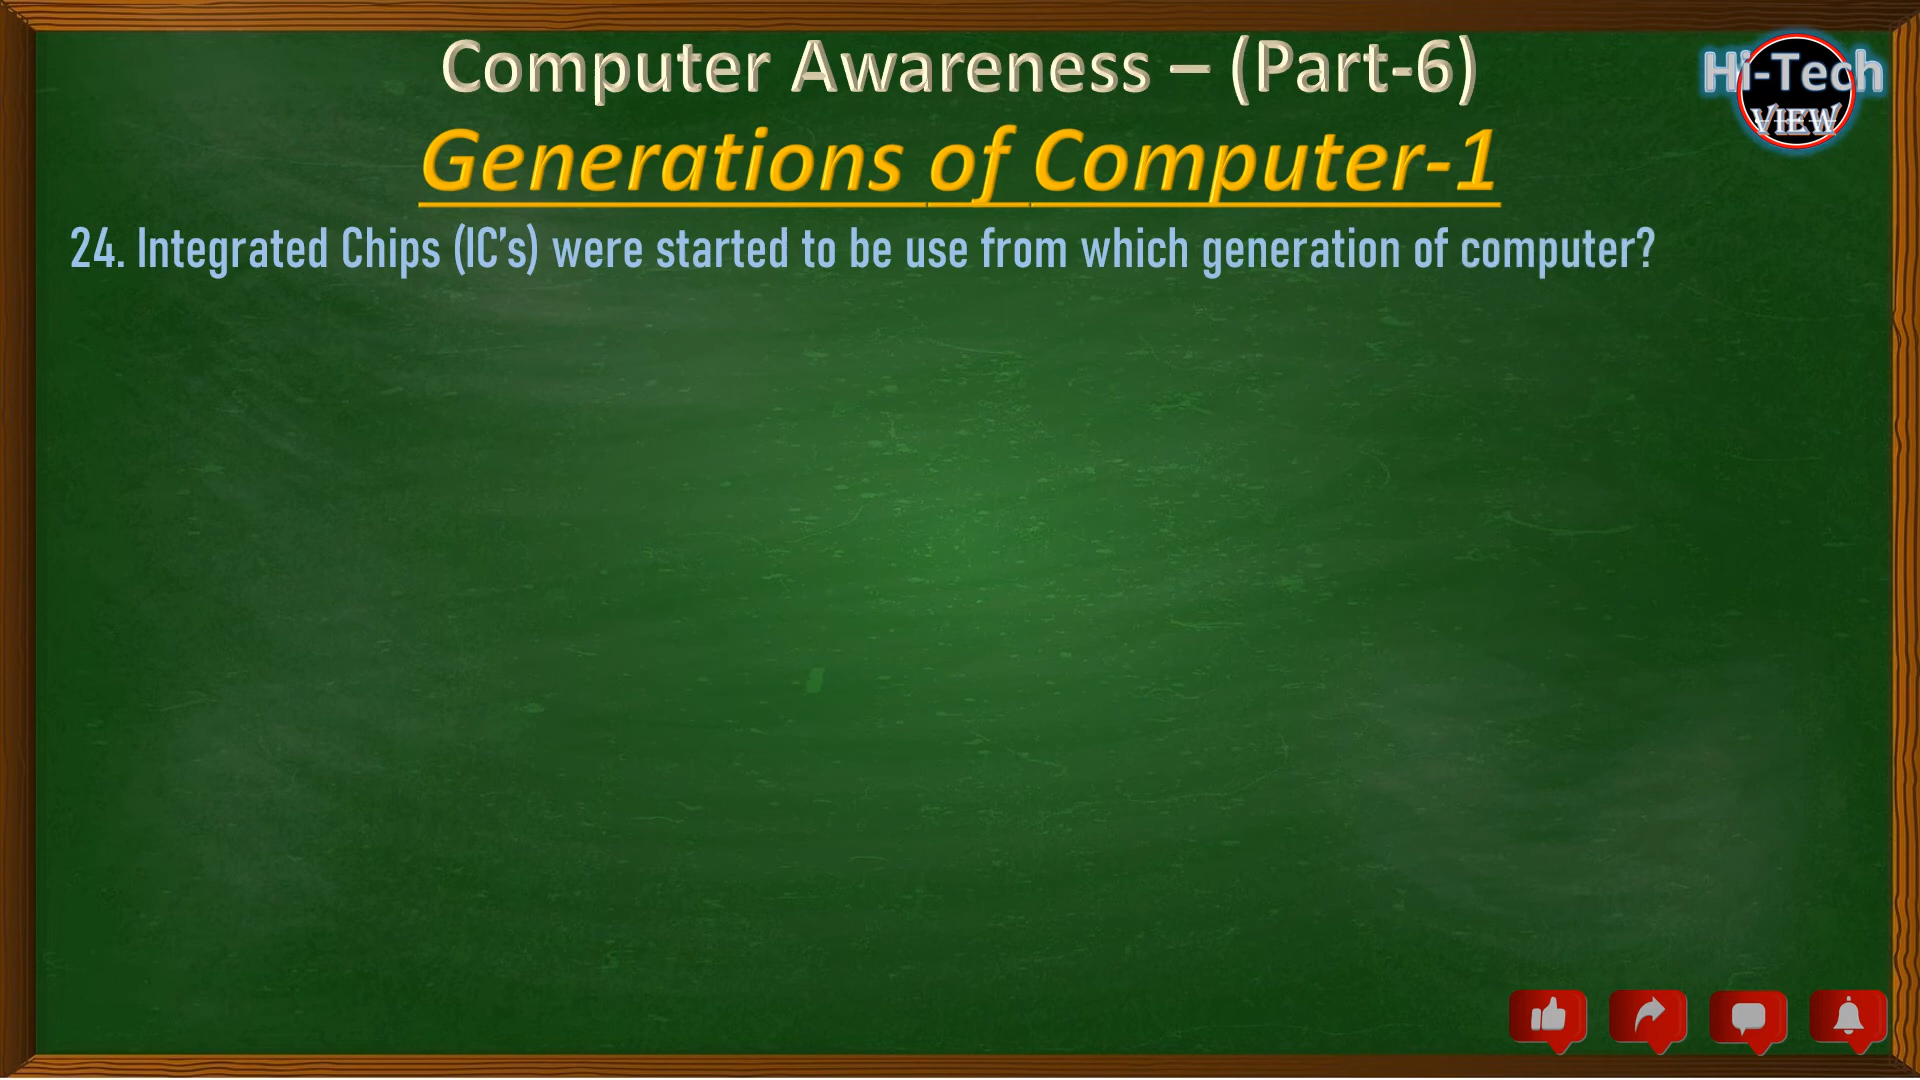 Computer Awareness – (Part-6)
Hi-Tech
VIEW
Generations of Computer-1
24. Integrated Chips (IC’s) were started to be use from which generation of computer?